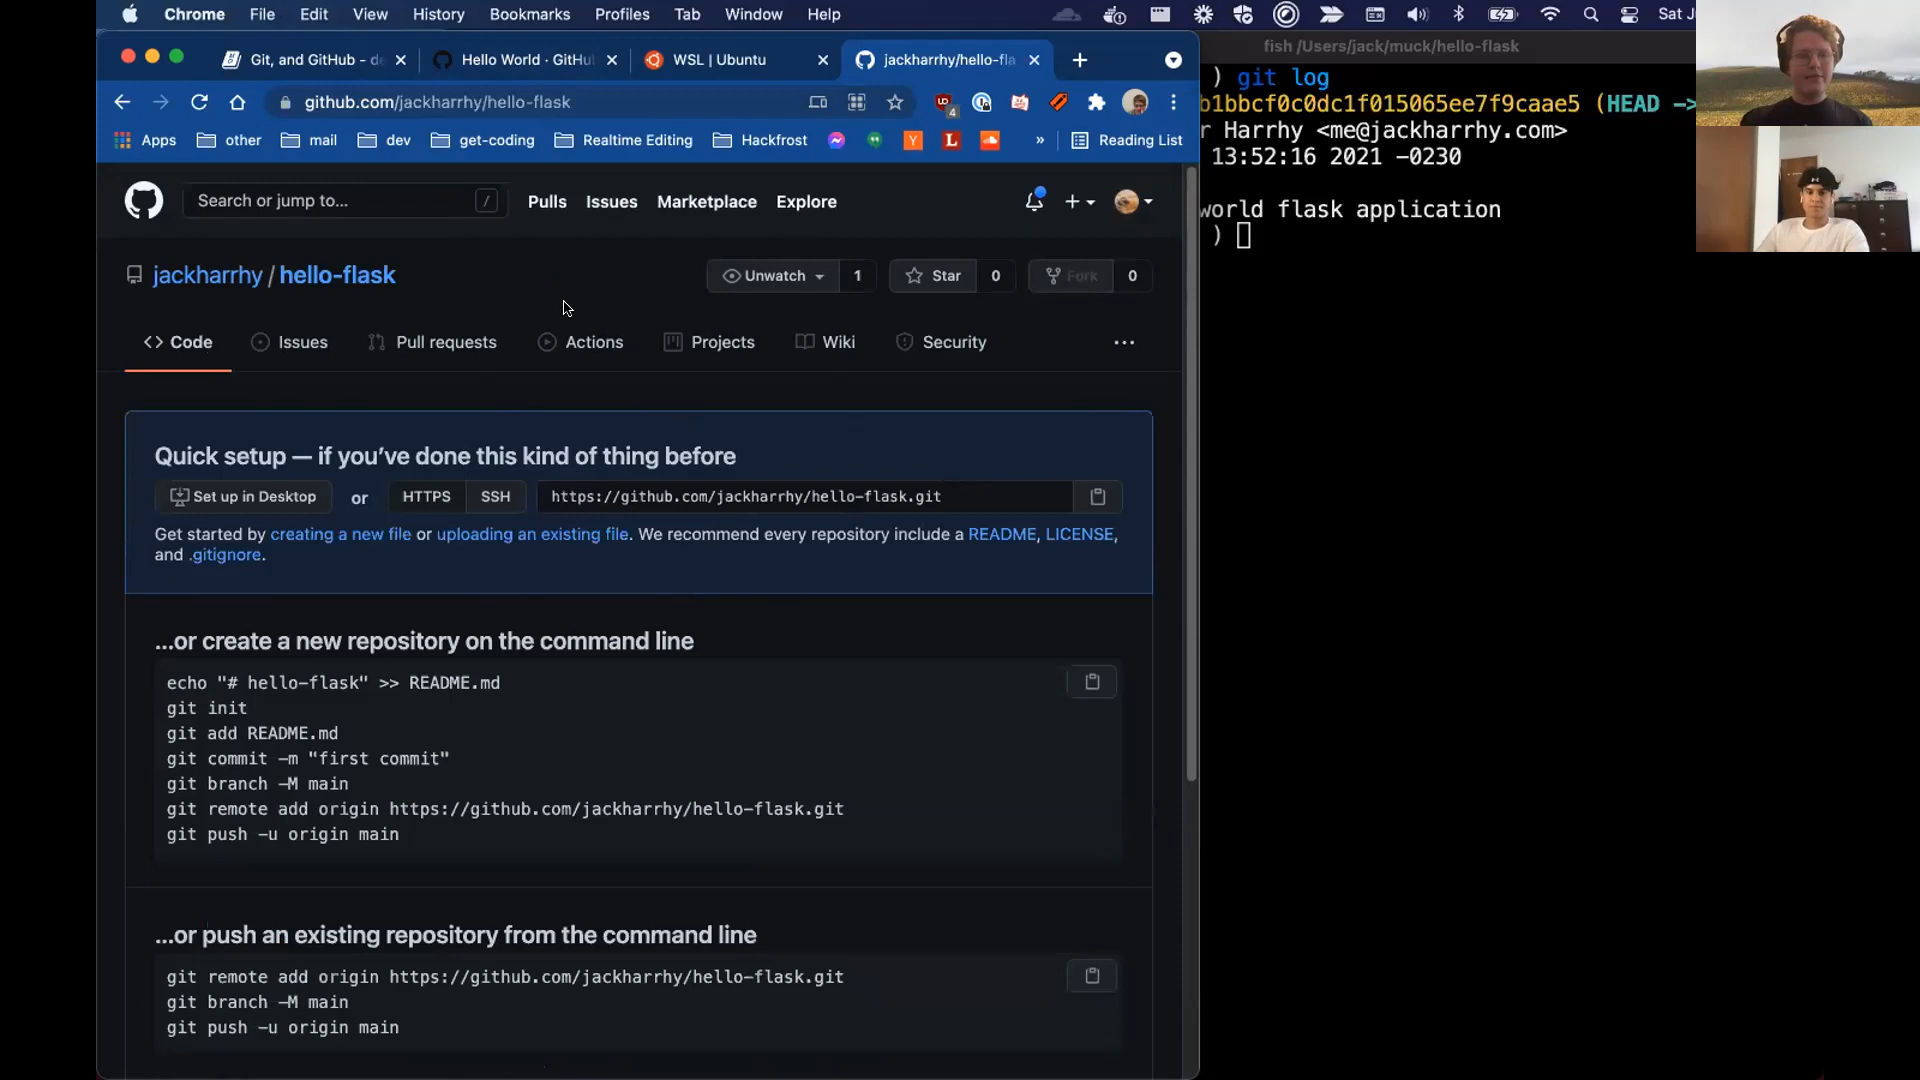 Chrome File Edit View History Bookmarks Profiles Tab Window Help
Sat J
Git, and GitHub - d
Hello World · GitHu
WSL | Ubuntu
jackharrhy/hello-fla
github.com/jackharrhy/hello-flask
Apps other mail dev get-coding Realtime Editing Hackfrost » Reading List
Search or jump to... /
Pulls Issues Marketplace Explore
jackharrhy / hello-flask
Unwatch 1 Star 0 Fork 0
Code Issues Pull requests Actions Projects Wiki Security ...
Quick setup — if you’ve done this kind of thing before
Set up in Desktop or HTTPS SSH https://github.com/jackharrhy/hello-flask.git
Get started by creating a new file or uploading an existing file. We recommend every repository include a README, LICENSE,
and .gitignore.
…or create a new repository on the command line
echo "# hello-flask" >> README.md
git init
git add README.md
git commit -m "first commit"
git branch -M main
git remote add origin https://github.com/jackharrhy/hello-flask.git
git push -u origin main
…or push an existing repository from the command line
git remote add origin https://github.com/jackharrhy/hello-flask.git
git branch -M main
git push -u origin main
fish /Users/jack/muck/hello-flask
) git log
b1bbcf0c0dc1f015065ee7f9caae5 (HEAD ->
r Harrhy <me@jackharrhy.com>
13:52:16 2021 -0230
world flask application
)